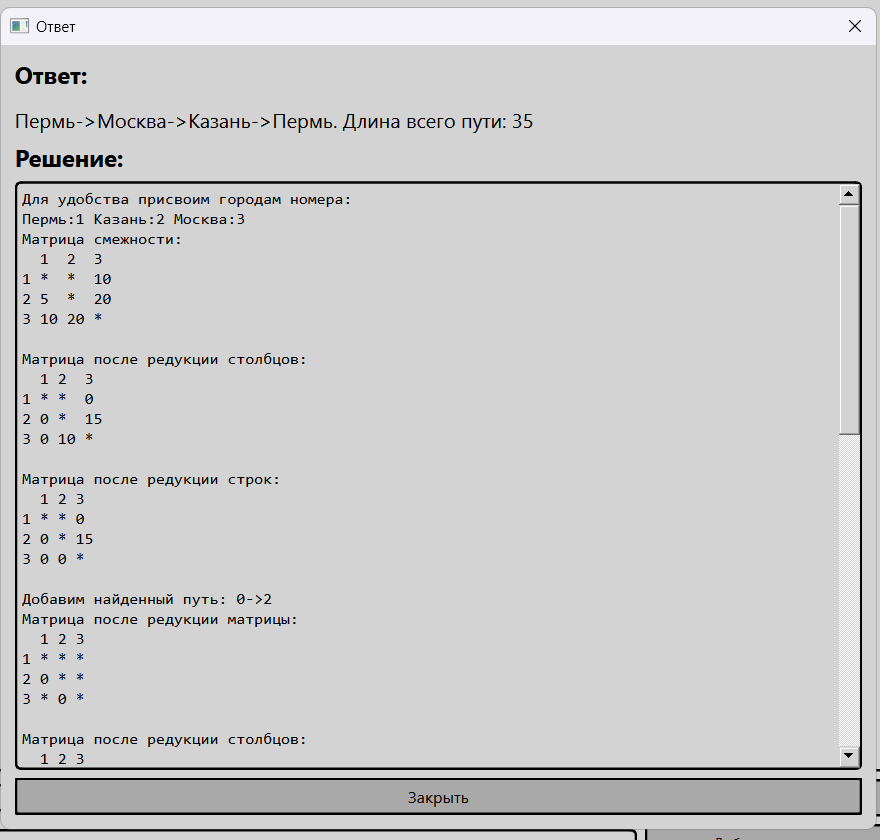 Ответ
Ответ:
Пермь->Москва->Казань->Пермь. Длина всего пути: 35
Решение:
Для удобства присвоим городам номера:
Пермь:1 Казань:2 Москва:3
Матрица смежности:
1 2 3
1 * * 10
2 5 * 20
3 10 20 *
Матрица после редукции столбцов:
1 2 3
1 * * 0
2 0 * 15
3 0 10 *
Матрица после редукции строк:
1 2 3
1 * * 0
2 0 * 15
3 0 0 *
Добавим найденный путь: 0->2
Матрица после редукции матрицы:
1 2 3
1 * * *
2 0 * *
3 * 0 *
Матрица после редукции столбцов:
1 2 3
Закрыть